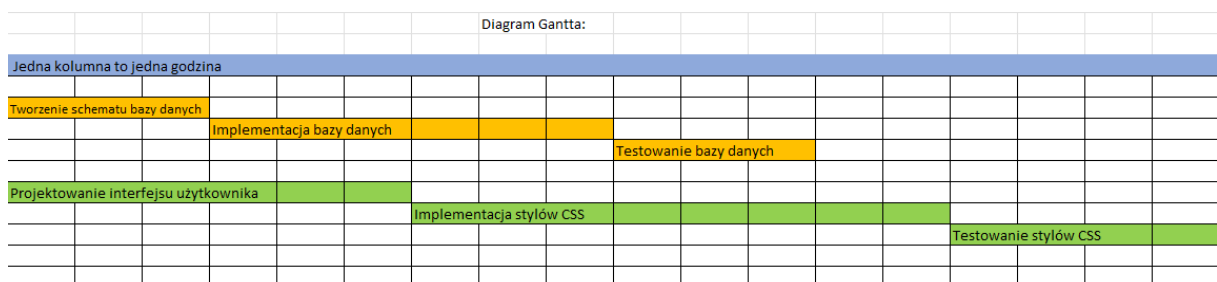 Diagram Gantta:
Jedna kolumna to jedna godzina
Tworzenie schematu bazy danych
Implementacja bazy danych
Testowanie bazy danych
Projektowanie interfejsu użytkownika
Implementacja stylów CSS
Testowanie stylów CSS